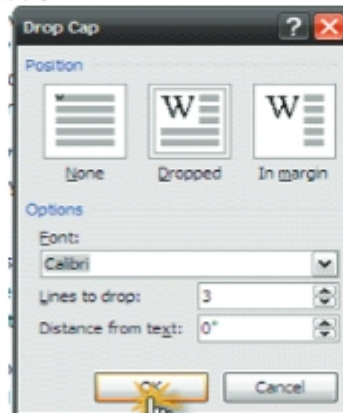 Drop Cap
Position
W W
None Dropped In margin
Options
Font:
Calibri
Lines to drop: 3
Distance from text: 0"
OK Cancel